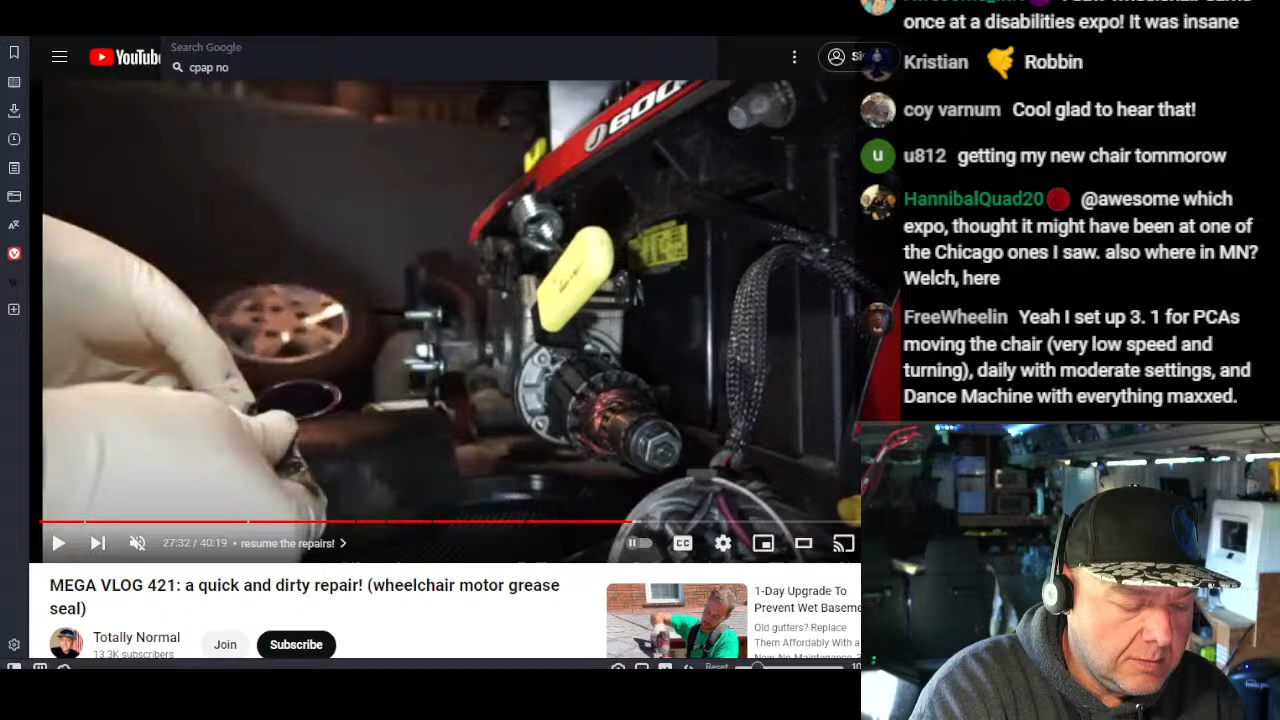 once at a disabilities expo! It was insane
Kristian Robbin
coy varnum Cool glad to hear that!
u u812 getting my new chair tommorow
HannibalQuad20 @awesome which
expo, thought it might have been at one of
the Chicago ones I saw. also where in MN?
Welch, here
FreeWheelin Yeah I set up 3. 1 for PCAs
moving the chair (very low speed and
turning), daily with moderate settings, and
Dance Machine with everything maxxed.
YouTube
Search Google
cpap no
600
27:32 / 40:19 • resume the repairs!
CC
MEGA VLOG 421: a quick and dirty repair! (wheelchair motor grease
seal)
Totally Normal
13.3K subscribers
Join
Subscribe
1-Day Upgrade To
Prevent Wet Baseme
Old gutters? Replace
Them Affordably With a
Reset